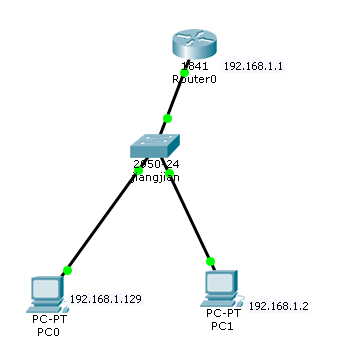 1841
Router0
192.168.1.1
2950-24
jiangjian
192.168.1.129
PC-PT
PC0
192.168.1.2
PC-PT
PC1